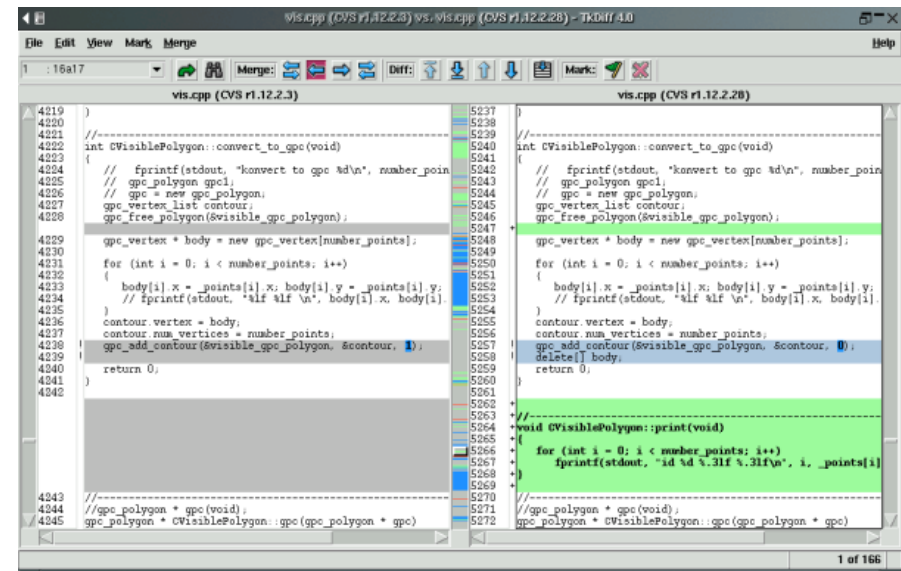 vis.cpp (CVS r1.12.2.3) vs. vis.cpp (CVS r1.12.2.28) - TkDiff 4.0
File Edit View Mark Merge Help
1 : 16a17 Merge: Diff: Mark:
vis.cpp (CVS r1.12.2.3)
4219 }
4220
4221 //----------------------------------------------------
4222 int CVisiblePolygon::convert_to_gpc(void)
4223 {
4224 // fprintf(stdout, "konvert to gpc %d\n", number_poin
4225 // gpc_polygon gpc1;
4226 // gpc = new gpc_polygon;
4227 gpc_vertex_list contour;
4228 gpc_free_polygon(&visible_gpc_polygon);
4229 gpc_vertex * body = new gpc_vertex[number_points];
4230
4231 for (int i = 0; i < number_points; i++)
4232 {
4233 body[i].x = _points[i].x; body[i].y = _points[i].y;
4234 // fprintf(stdout, "%lf %lf \n", body[i].x, body[i].
4235 }
4236 contour.vertex = body;
4237 contour.num_vertices = number_points;
4238 ! gpc_add_contour(&visible_gpc_polygon, &contour, 1);
4239 !
4240 return 0;
4241 }
4242
4243 //----------------------------------------------------
4244 //gpc_polygon * gpc(void);
4245 gpc_polygon * CVisiblePolygon::gpc(gpc_polygon * gpc)
vis.cpp (CVS r1.12.2.28)
5237 }
5238
5239 //----------------------------------------------------
5240 int CVisiblePolygon::convert_to_gpc(void)
5241 {
5242 // fprintf(stdout, "konvert to gpc %d\n", number_poin
5243 // gpc_polygon gpc1;
5244 // gpc = new gpc_polygon;
5245 gpc_vertex_list contour;
5246 gpc_free_polygon(&visible_gpc_polygon);
5247 +
5248 gpc_vertex * body = new gpc_vertex[number_points];
5249
5250 for (int i = 0; i < number_points; i++)
5251 {
5252 body[i].x = _points[i].x; body[i].y = _points[i].y;
5253 // fprintf(stdout, "%lf %lf \n", body[i].x, body[i].
5254 }
5255 contour.vertex = body;
5256 contour.num_vertices = number_points;
5257 ! gpc_add_contour(&visible_gpc_polygon, &contour, 0);
5258 ! delete[] body;
5259 return 0;
5260 }
5261
5262 +
5263 +//----------------------------------------------------
5264 +void CVisiblePolygon::print(void)
5265 +{
5266 + for (int i = 0; i < number_points; i++)
5267 + fprintf(stdout, "id %d %.3lf %.3lf\n", i, _points[i]
5268 +}
5269 +
5270 //----------------------------------------------------
5271 //gpc_polygon * gpc(void);
5272 gpc_polygon * CVisiblePolygon::gpc(gpc_polygon * gpc)
1 of 166